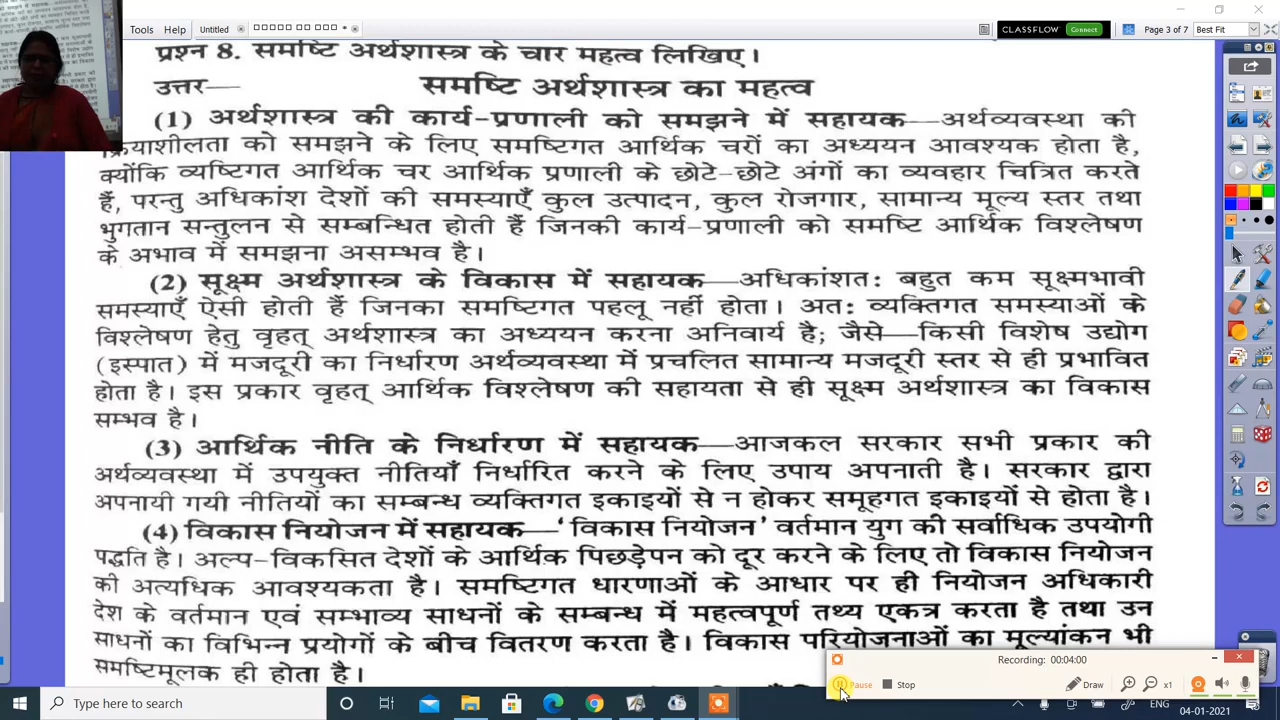 Tools Help Untitled CLASSFLOW Connect Page 3 of 7 Best Fit
प्रश्न 8. समष्टि अर्थशास्त्र के चार महत्व लिखिए।
उत्तर— समष्टि अर्थशास्त्र का महत्व
(1) अर्थशास्त्र की कार्य-प्रणाली को समझने में सहायक—अर्थव्यवस्था की
क्रियाशीलता को समझने के लिए समष्टिगत आर्थिक चरों का अध्ययन आवश्यक होता है,
क्योंकि व्यष्टिगत आर्थिक चर आर्थिक प्रणाली के छोटे-छोटे अंगों का व्यवहार चित्रित करते
हैं, परन्तु अधिकांश देशों की समस्याएँ कुल उत्पादन, कुल रोजगार, सामान्य मूल्य स्तर तथा
भुगतान सन्तुलन से सम्बन्धित होती हैं जिनकी कार्य-प्रणाली को समष्टि आर्थिक विश्लेषण
के अभाव में समझना असम्भव है।
(2) सूक्ष्म अर्थशास्त्र के विकास में सहायक—अधिकांशतः बहुत कम सूक्ष्मभावी
समस्याएँ ऐसी होती हैं जिनका समष्टिगत पहलू नहीं होता। अतः व्यक्तिगत समस्याओं के
विश्लेषण हेतु वृहत् अर्थशास्त्र का अध्ययन करना अनिवार्य है; जैसे—किसी विशेष उद्योग
(इस्पात) में मजदूरी का निर्धारण अर्थव्यवस्था में प्रचलित सामान्य मजदूरी स्तर से ही प्रभावित
होता है। इस प्रकार वृहत् आर्थिक विश्लेषण की सहायता से ही सूक्ष्म अर्थशास्त्र का विकास
सम्भव है।
(3) आर्थिक नीति के निर्धारण में सहायक—आजकल सरकार सभी प्रकार की
अर्थव्यवस्था में उपयुक्त नीतियाँ निर्धारित करने के लिए उपाय अपनाती है। सरकार द्वारा
अपनायी गयी नीतियों का सम्बन्ध व्यक्तिगत इकाइयों से न होकर समूहगत इकाइयों से होता है।
(4) विकास नियोजन में सहायक—'विकास नियोजन' वर्तमान युग की सर्वाधिक उपयोगी
पद्धति है। अल्प-विकसित देशों के आर्थिक पिछड़ेपन को दूर करने के लिए तो विकास नियोजन
की अत्यधिक आवश्यकता है। समष्टिगत धारणाओं के आधार पर ही नियोजन अधिकारी
देश के वर्तमान एवं सम्भाव्य साधनों के सम्बन्ध में महत्वपूर्ण तथ्य एकत्र करता है तथा उन
साधनों का विभिन्न प्रयोगों के बीच वितरण करता है। विकास परियोजनाओं का मूल्यांकन भी
समष्टिमूलक ही होता है।
Recording: 00:04:00
Pause Stop Draw x1
Type here to search ENG 07:04 PM
04-01-2021